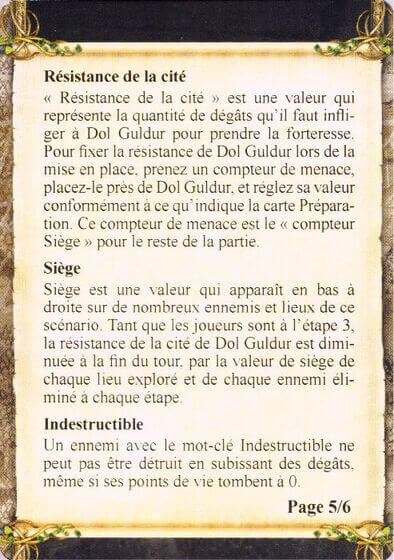 Résistance de la cité
« Résistance de la cité » est une valeur qui
représente la quantité de dégâts qu'il faut infli-
ger à Dol Guldur pour prendre la forteresse.
Pour fixer la résistance de Dol Guldur lors de la
mise en place, prenez un compteur de menace,
placez-le près de Dol Guldur, et réglez sa valeur
conformément à ce qu'indique la carte Prépara-
tion. Ce compteur de menace est le « compteur
Siège » pour le reste de la partie.
Siège
Siège est une valeur qui apparaît en bas à
droite sur de nombreux ennemis et lieux de ce
scénario. Tant que les joueurs sont à l'étape 3,
la résistance de la cité de Dol Guldur est dimi-
nuée à la fin du tour, par la valeur de siège de
chaque lieu exploré et de chaque ennemi éli-
miné à chaque étape.
Indestructible
Un ennemi avec le mot-clé Indestructible ne
peut pas être détruit en subissant des dégâts,
même si ses points de vie tombent à 0.
Page 5/6